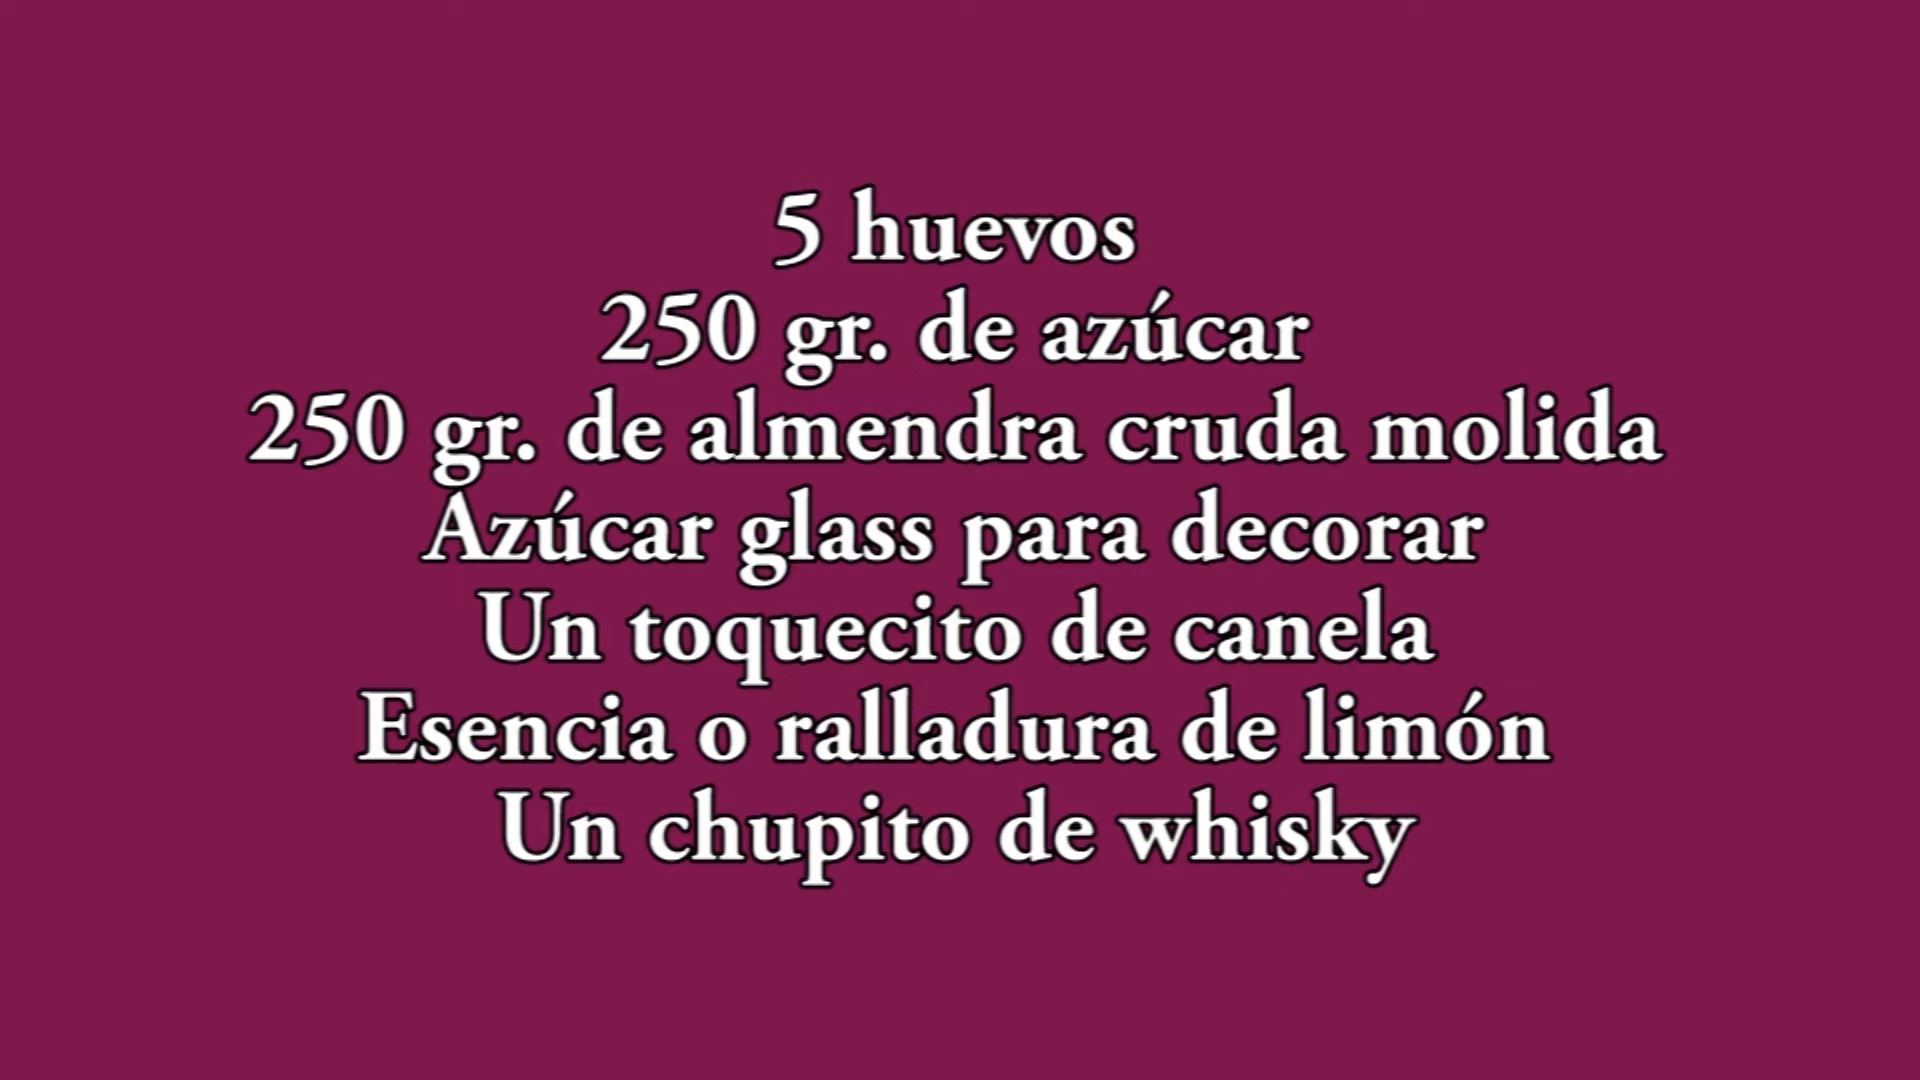 5 huevos
250 gr. de azúcar
250 gr. de almendra cruda molida
Azúcar glass para decorar
Un toquecito de canela
Esencia o ralladura de limón
Un chupito de whisky